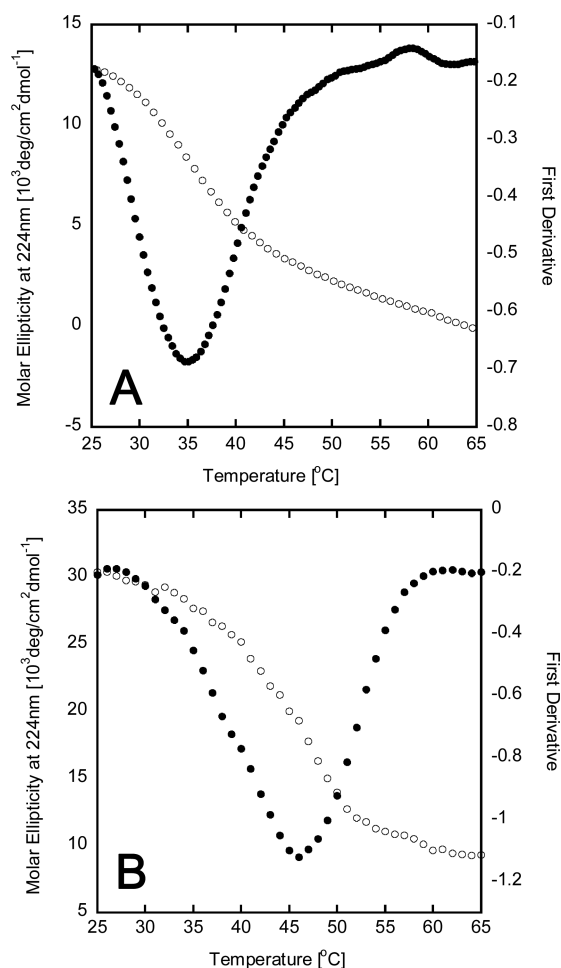 15
10
5
0
-5
-0.1
-0.2
-0.3
-0.4
-0.5
-0.6
-0.7
-0.8
Molar Ellipticity at 224nm [10³deg/cm²dmol⁻¹]
First Derivative
A
25 30 35 40 45 50 55 60 65
Temperature [°C]
35
30
25
20
15
10
5
0
-0.2
-0.4
-0.6
-0.8
-1
-1.2
Molar Ellipticity at 224nm [10³deg/cm²dmol⁻¹]
First Derivative
B
25 30 35 40 45 50 55 60 65
Temperature [°C]